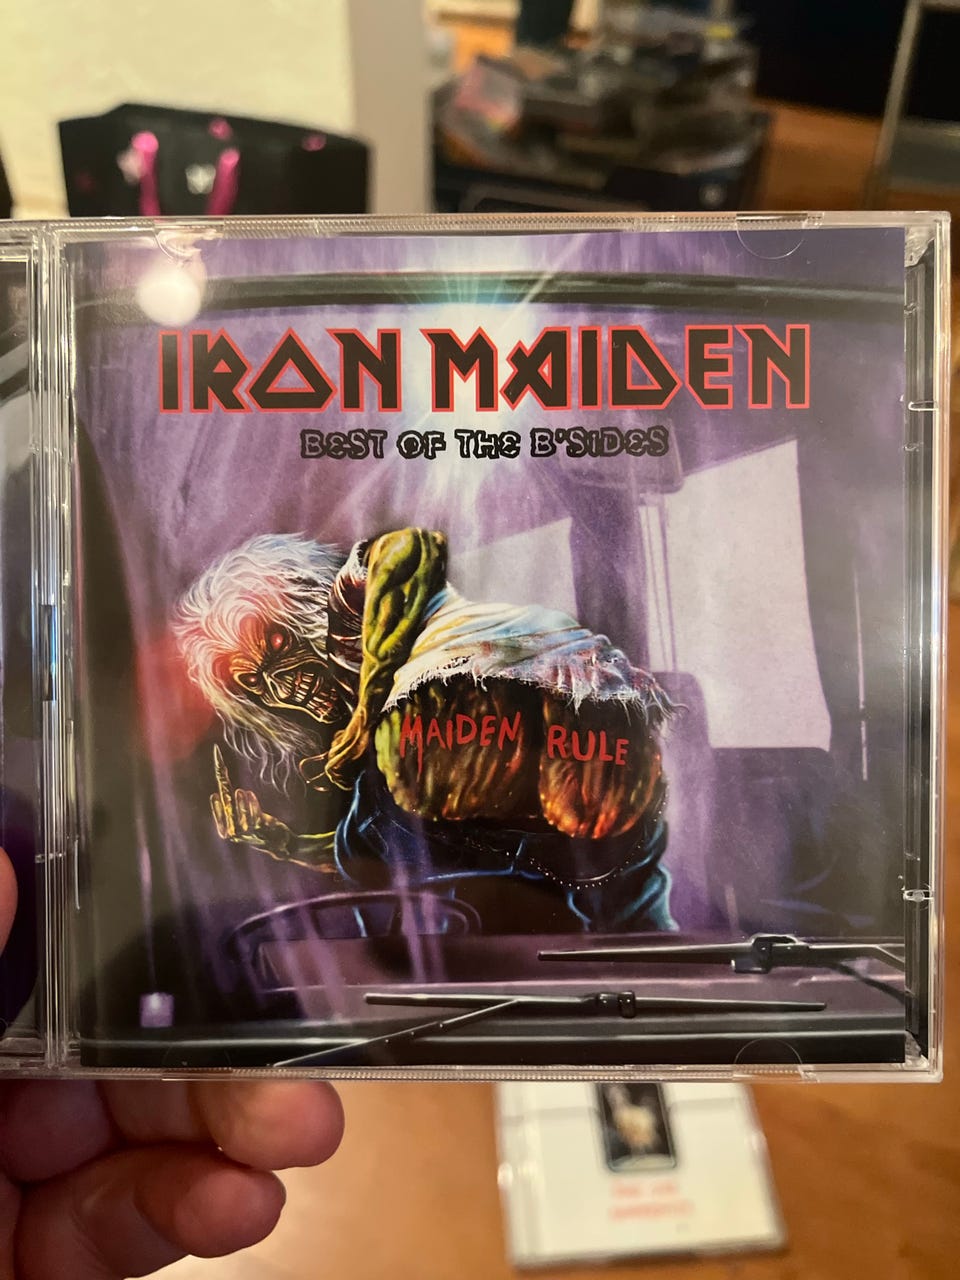 IRON MAIDEN
BEST OF THE B'SIDES
MAIDEN RULE